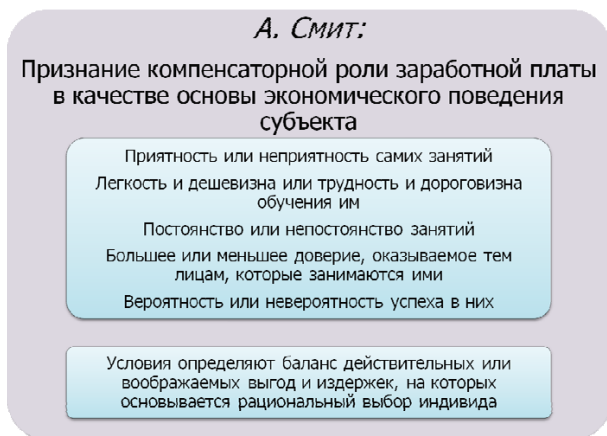 А. Смит:
Признание компенсаторной роли заработной платы
в качестве основы экономического поведения
субъекта
Приятность или неприятность самих занятий
Легкость и дешевизна или трудность и дороговизна
обучения им
Постоянство или непостоянство занятий
Большее или меньшее доверие, оказываемое тем
лицам, которые занимаются ими
Вероятность или невероятность успеха в них
Условия определяют баланс действительных или
воображаемых выгод и издержек, на которых
основывается рациональный выбор индивида